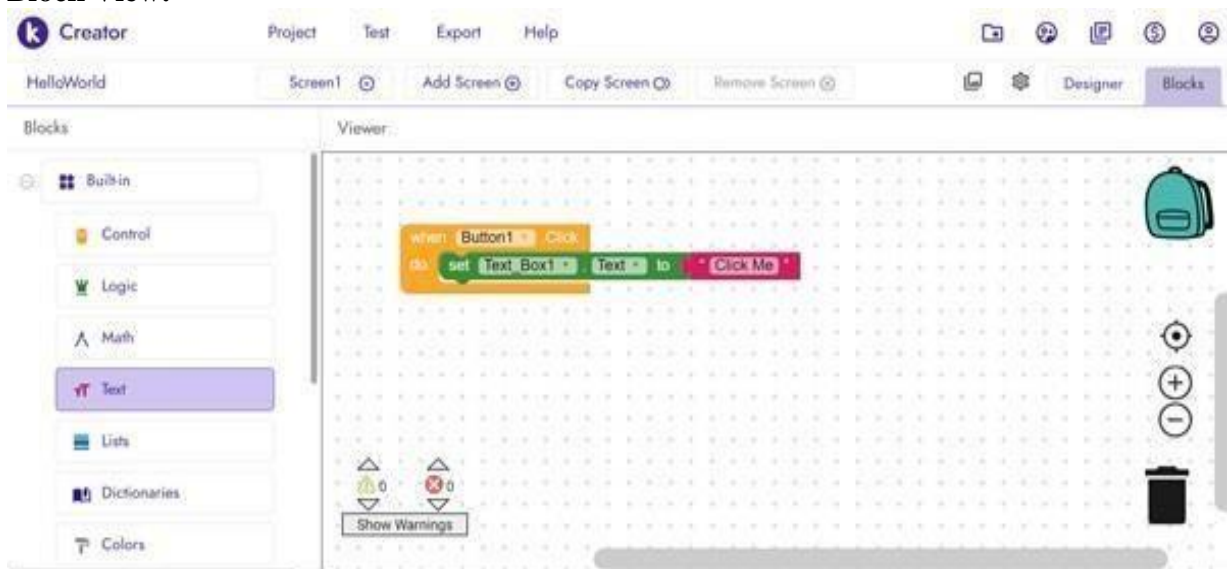 Creator Project Test Export Help
HelloWorld Screen1 Add Screen Copy Screen Remove Screen Designer Blocks
Blocks Viewer
Built-in
Control
Logic
Math
Text
Lists
Dictionaries
Colors
when Button1 Click
do set Text_Box1 . Text to " Click Me "
0 0
Show Warnings